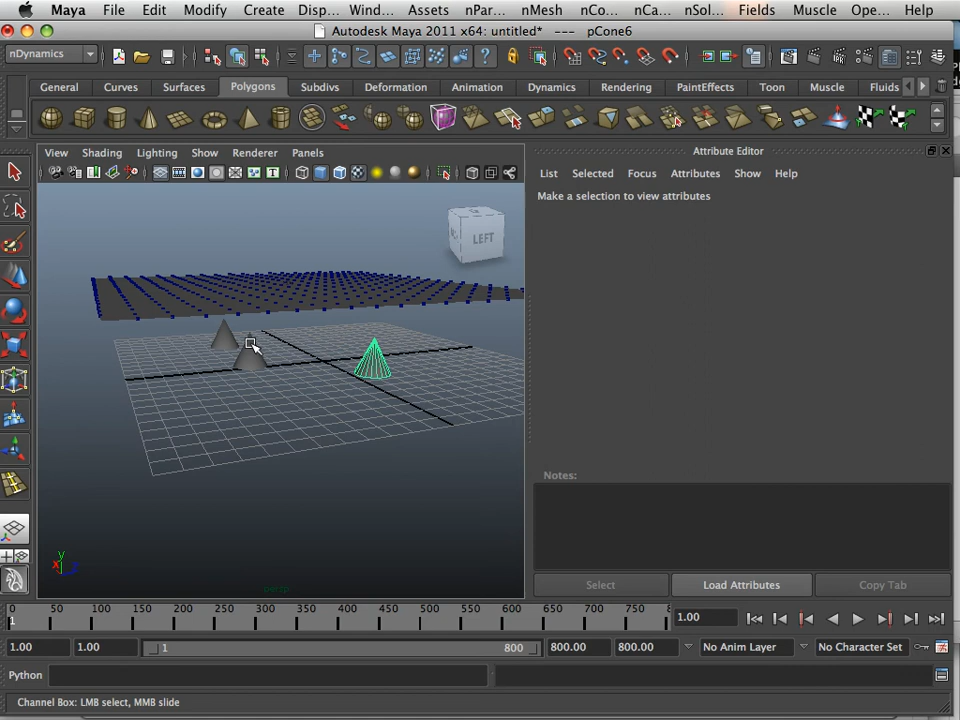 Maya File Edit Modify Create Disp... Wind... Assets nPar... nMesh nCo... nCa... nSol... Fields Muscle Ope... Help
Autodesk Maya 2011 x64: untitled* --- pCone6
nDynamics
General Curves Surfaces Polygons Subdivs Deformation Animation Dynamics Rendering PaintEffects Toon Muscle Fluids
View Shading Lighting Show Renderer Panels
Attribute Editor
List Selected Focus Attributes Show Help
Make a selection to view attributes
LEFT
Notes:
Select Load Attributes Copy Tab
y
x z
persp
0 50 100 150 200 250 300 350 400 450 500 550 600 650 700 750 8
1
1.00
1.00 1.00 1 800 800.00 800.00 No Anim Layer No Character Set
Python
Channel Box: LMB select, MMB slide